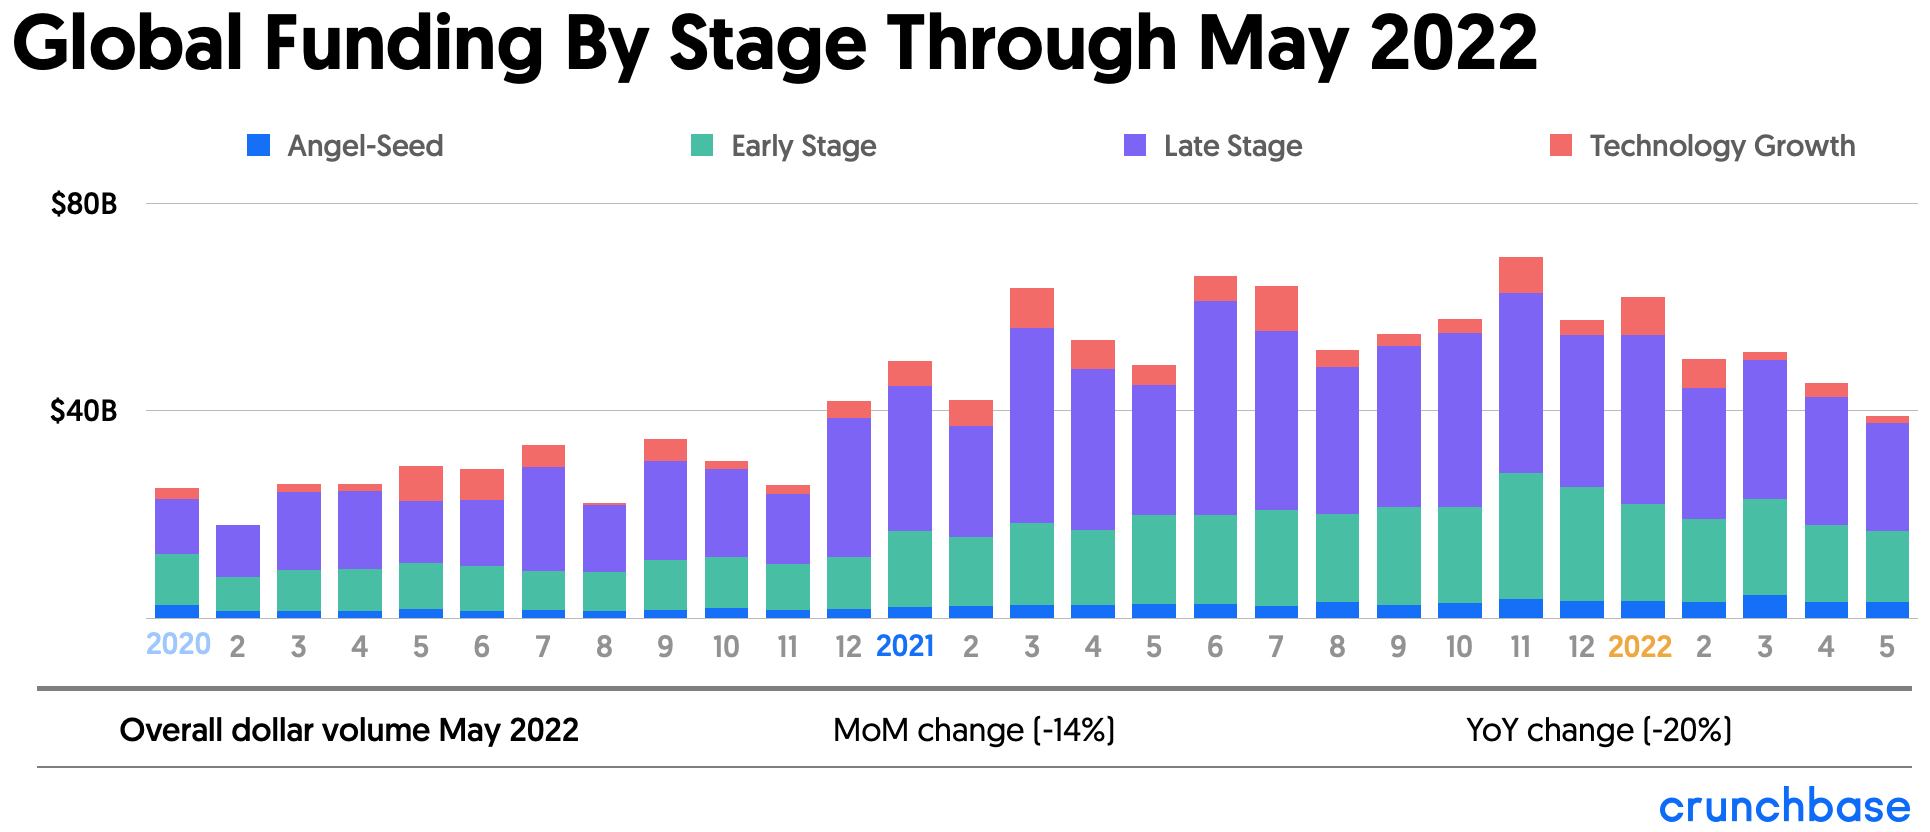 Global Funding By Stage Through May 2022
Angel-Seed Early Stage Late Stage Technology Growth
$80B
$40B
2020 2 3 4 5 6 7 8 9 10 11 12 2021 2 3 4 5 6 7 8 9 10 11 12 2022 2 3 4 5
Overall dollar volume May 2022 MoM change (-14%) YoY change (-20%)
crunchbase